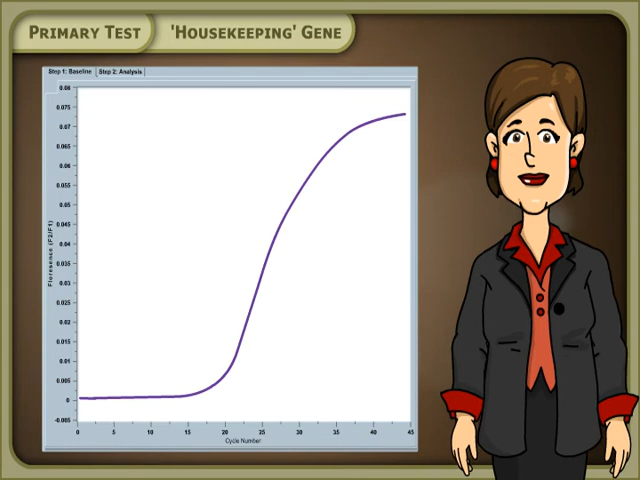 PRIMARY TEST
'HOUSEKEEPING' GENE
Step 1: Baseline
Step 2: Analysis
0.08
0.075
0.07
0.065
0.06
0.055
0.05
0.045
0.04
0.035
0.03
0.025
0.02
0.015
0.01
0.005
0
-0.005
Fluresence (F2/F1)
0 5 10 15 20 25 30 35 40 45
Cycle Number